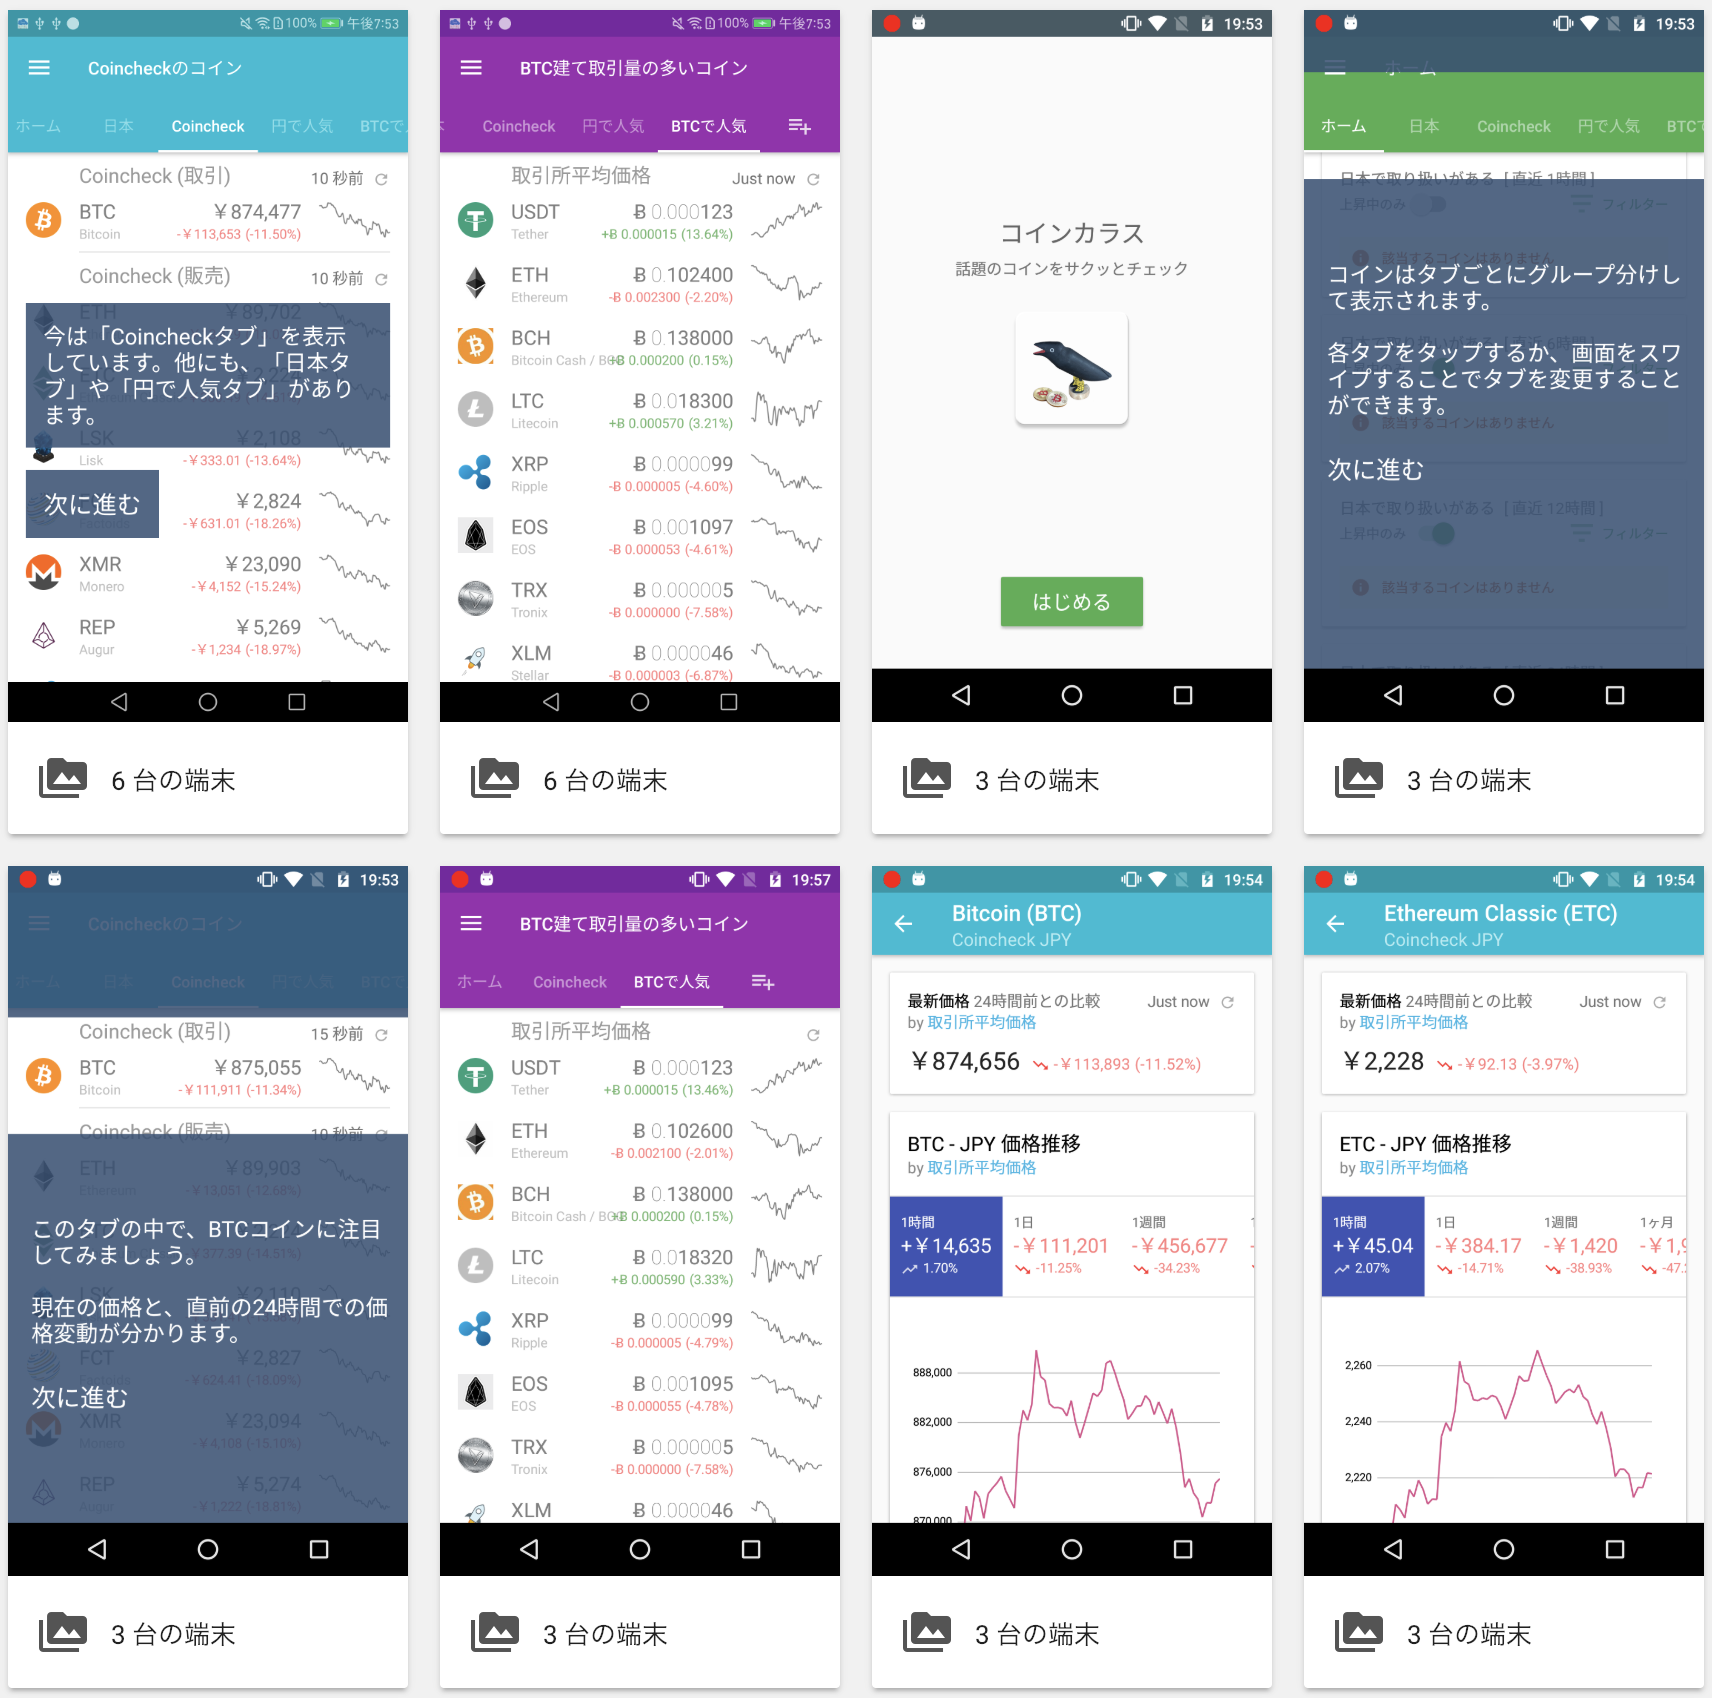 100% 午後7:53
Coincheckのコイン
ホーム 日本 Coincheck 円で人気 BTCで
Coincheck (取引) 10 秒前
BTC ¥874,477
Bitcoin -¥113,653 (-11.50%)
Coincheck (販売) 10 秒前
ETH ¥89,702
今は「Coincheckタブ」を表示
しています。他にも、「日本タ
ブ」や「円で人気タブ」があり
ます。
LSK ¥2,108
Lisk -¥333.01 (-13.64%)
次に進む
¥2,824
Factoids -¥631.01 (-18.26%)
XMR ¥23,090
Monero -¥4,152 (-15.24%)
REP ¥5,269
Augur -¥1,234 (-18.97%)
6 台の端末
100% 午後7:53
BTC建て取引量の多いコイン
Coincheck 円で人気 BTCで人気
取引所平均価格 Just now
USDT Ƀ 0.000123
Tether +Ƀ 0.000015 (13.64%)
ETH Ƀ 0.102400
Ethereum -Ƀ 0.002300 (-2.20%)
BCH Ƀ 0.138000
Bitcoin Cash / +Ƀ 0.000200 (0.15%)
LTC Ƀ 0.018300
Litecoin +Ƀ 0.000570 (3.21%)
XRP Ƀ 0.000099
Ripple -Ƀ 0.000005 (-4.60%)
EOS Ƀ 0.001097
EOS -Ƀ 0.000053 (-4.61%)
TRX Ƀ 0.000005
Tronix -Ƀ 0.000000 (-7.58%)
XLM Ƀ 0.000046
Stellar -Ƀ 0.000003 (-6.87%)
6 台の端末
19:53
コインカラス
話題のコインをサクッとチェック
はじめる
3 台の端末
19:53
ホーム
ホーム 日本 Coincheck 円で人気 BTCで
日本で取り扱いがある [ 直近 1時間 ]
上昇中のみ フィルター
該当するコインはありません
コインはタブごとにグループ分けし
て表示されます。
各タブをタップするか、画面をスワ
イプすることでタブを変更すること
ができます。
該当するコインはありません
次に進む
日本で取り扱いがある [ 直近 12時間 ]
上昇中のみ フィルター
該当するコインはありません
3 台の端末
19:53
Coincheckのコイン
ホーム 日本 Coincheck 円で人気 BTCで
Coincheck (取引) 15 秒前
BTC ¥875,055
Bitcoin -¥111,911 (-11.34%)
Coincheck (販売) 10 秒前
ETH ¥89,903
Ethereum -¥13,051 (-12.68%)
このタブの中で、BTCコインに注目
してみましょう。
現在の価格と、直前の24時間での価
格変動が分かります。
FCT ¥2,827
Factoids -¥624.41 (-18.09%)
次に進む
XMR ¥23,094
Monero -¥4,108 (-15.10%)
REP ¥5,274
Augur -¥1,222 (-18.81%)
3 台の端末
19:57
BTC建て取引量の多いコイン
ホーム Coincheck BTCで人気
取引所平均価格
USDT Ƀ 0.000123
Tether +Ƀ 0.000015 (13.46%)
ETH Ƀ 0.102600
Ethereum -Ƀ 0.002100 (-2.01%)
BCH Ƀ 0.138000
Bitcoin Cash / +Ƀ 0.000200 (0.15%)
LTC Ƀ 0.018320
Litecoin +Ƀ 0.000590 (3.33%)
XRP Ƀ 0.000099
Ripple -Ƀ 0.000005 (-4.79%)
EOS Ƀ 0.001095
EOS -Ƀ 0.000055 (-4.78%)
TRX Ƀ 0.000005
Tronix -Ƀ 0.000000 (-7.58%)
XLM Ƀ 0.000046
3 台の端末
19:54
Bitcoin (BTC)
Coincheck JPY
最新価格 24時間前との比較 Just now
by 取引所平均価格
¥874,656 -¥113,893 (-11.52%)
BTC - JPY 価格推移
by 取引所平均価格
1時間 1日 1週間
+¥14,635 -¥111,201 -¥456,677
1.70% -11.25% -34.23%
888,000
882,000
876,000
870,000
3 台の端末
19:54
Ethereum Classic (ETC)
Coincheck JPY
最新価格 24時間前との比較 Just now
by 取引所平均価格
¥2,228 -¥92.13 (-3.97%)
ETC - JPY 価格推移
by 取引所平均価格
1時間 1日 1週間 1ヶ月
+¥45.04 -¥384.17 -¥1,420 -¥1,9
2.07% -14.71% -38.93% -47.
2,260
2,240
2,220
3 台の端末